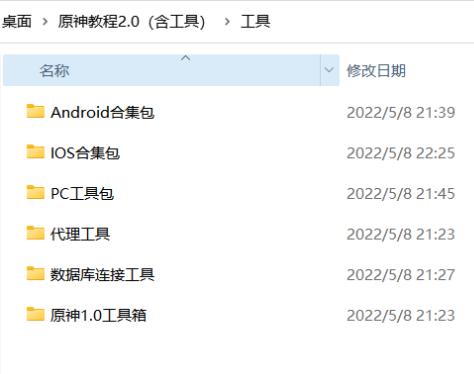 桌面 > 原神教程2.0（含工具） > 工具
名称 修改日期
Android合集包 2022/5/8 21:39
IOS合集包 2022/5/8 22:25
PC工具包 2022/5/8 21:45
代理工具 2022/5/8 21:23
数据库连接工具 2022/5/8 21:27
原神1.0工具箱 2022/5/8 21:23